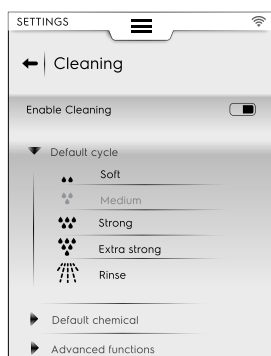 SETTINGS
Cleaning
Enable Cleaning
Default cycle
Soft
Medium
Strong
Extra strong
Rinse
Default chemical
Advanced functions